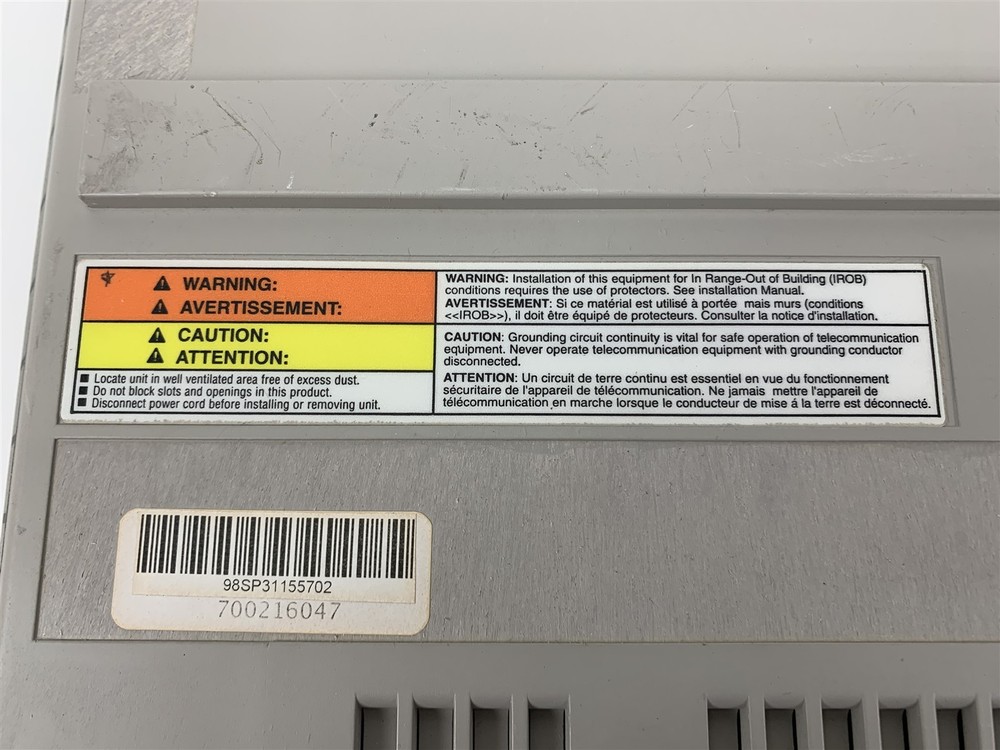 WARNING:
AVERTISSEMENT:
CAUTION:
ATTENTION:
■ Locate unit in well ventilated area free of excess dust.
■ Do not block slots and openings in this product.
■ Disconnect power cord before installing or removing unit.
WARNING: Installation of this equipment for In Range-Out of Building (IROB)
conditions requires the use of protectors. See installation Manual.
AVERTISSEMENT: Si ce matérial est utilisé à portée mais murs (conditions
<<IROB>>), il doit être équipé de protecteurs. Consulter la notice d'installation.
CAUTION: Grounding circuit continuity is vital for safe operation of telecommunication
equipment. Never operate telecommunication equipment with grounding conductor
disconnected.
ATTENTION: Un circuit de terre continu est essentiel en vue du fonctionnement
sécuritaire de l'appareil de télécommunication. Ne jamais mettre l'appareil de
télécommunication en marche lorsque le conducteur de mise á la terre est déconnecté.
98SP31155702
700216047